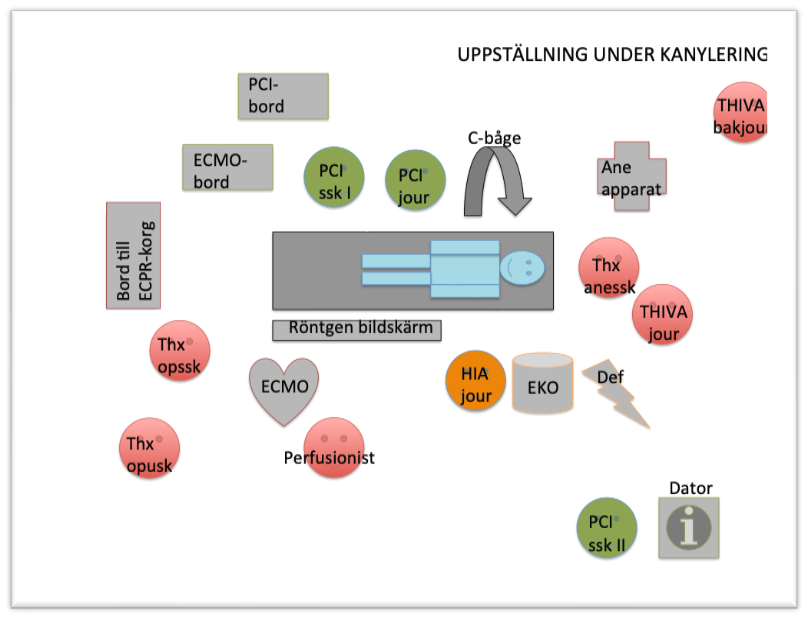 UPPSTÄLLNING UNDER KANYLERING
PCI-
bord
THIVA
bakjour
C-båge
ECMO-
bord
PCI
ssk I
PCI
jour
Ane
apparat
Bord till
ECPR-korg
Thx
anessk
THIVA
jour
Röntgen bildskärm
Thx
opssk
ECMO
HIA
jour
EKO
Def
Thx
opusk
Perfusionist
Dator
PCI
ssk II
i